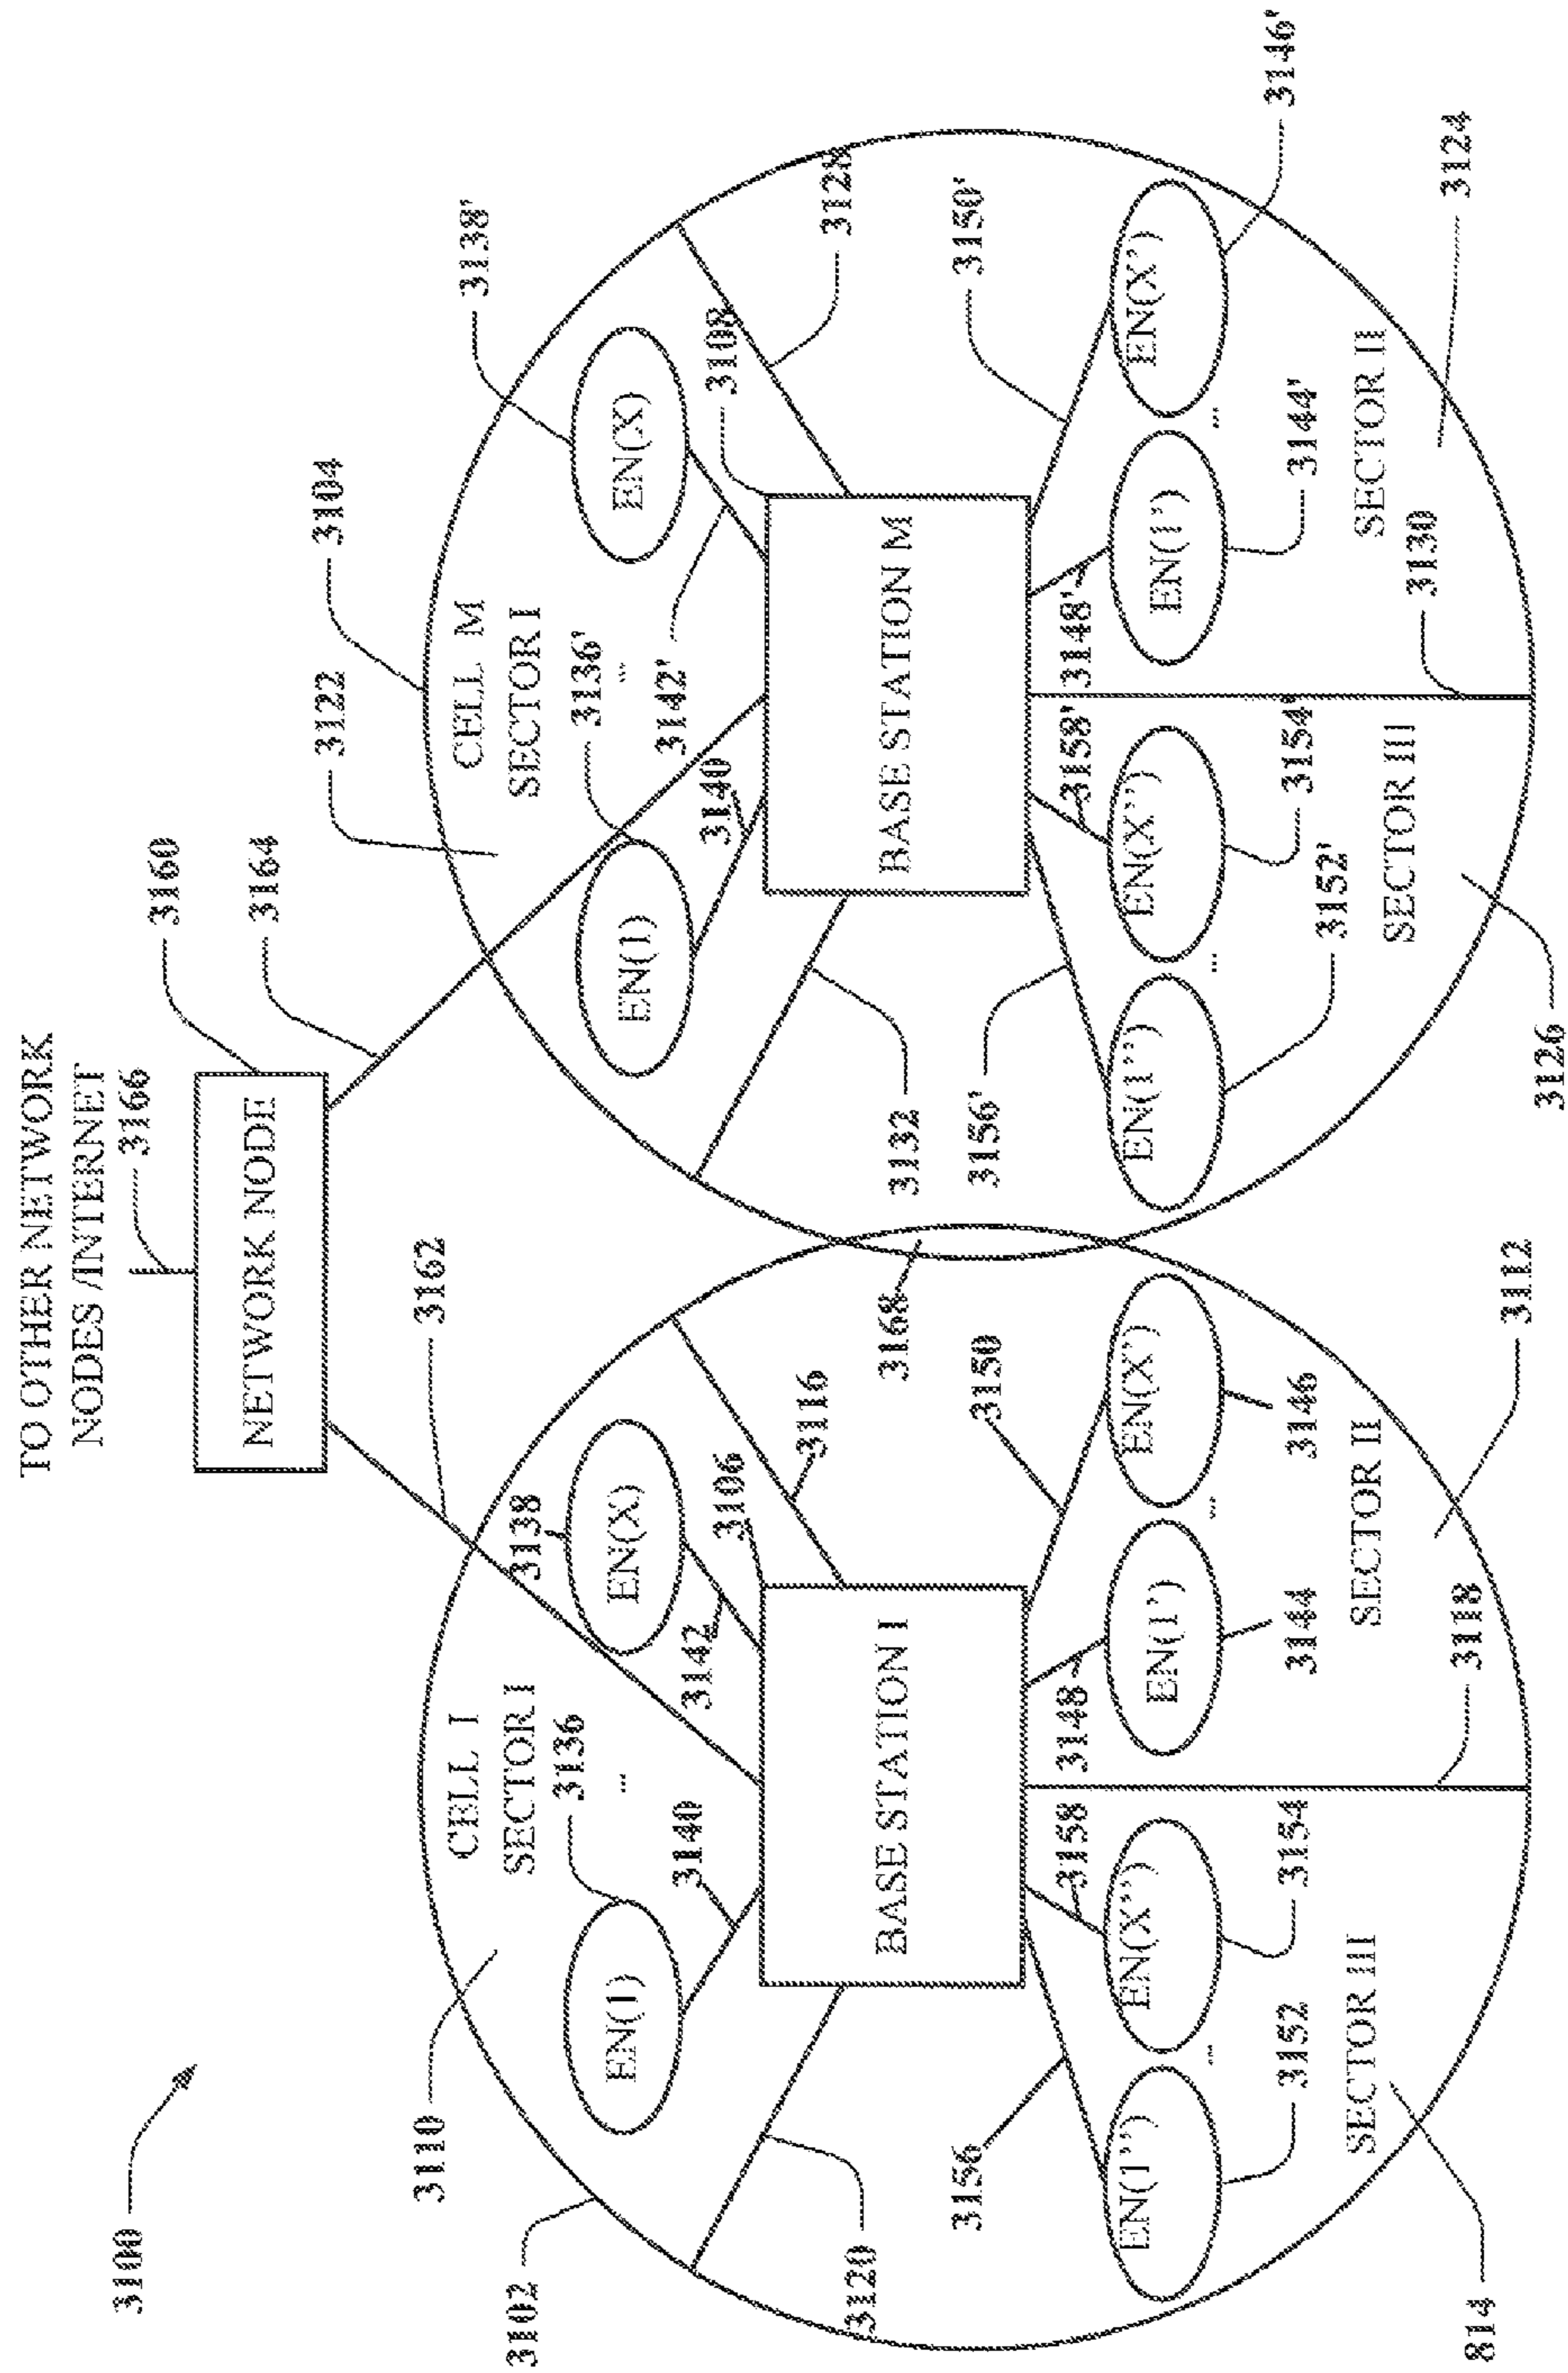 3100
TO OTHER NETWORK
NODES /INTERNET
3166
NETWORK NODE
3160
3162
3164
3102
3110
CELL I
SECTOR I
3136
...
EN(1)
3140
3138
EN(X)
3142
3106
BASE STATION I
3116
3120
3156
3158
3148
3150
EN(1'')
...
EN(X'')
EN(1')
...
EN(X')
3152
3154
3144
3146
SECTOR III
SECTOR II
814
3118
3112
3168
3122
3104
CELL M
SECTOR I
3136'
...
EN(1)
3140
3138'
EN(X)
3142'
3108
BASE STATION M
3128
3132
3156'
3158'
3148'
3150'
EN(1'')
...
EN(X'')
EN(1')
...
EN(X')
3152'
3154'
3144'
3146'
SECTOR III
SECTOR II
3126
3130
3124